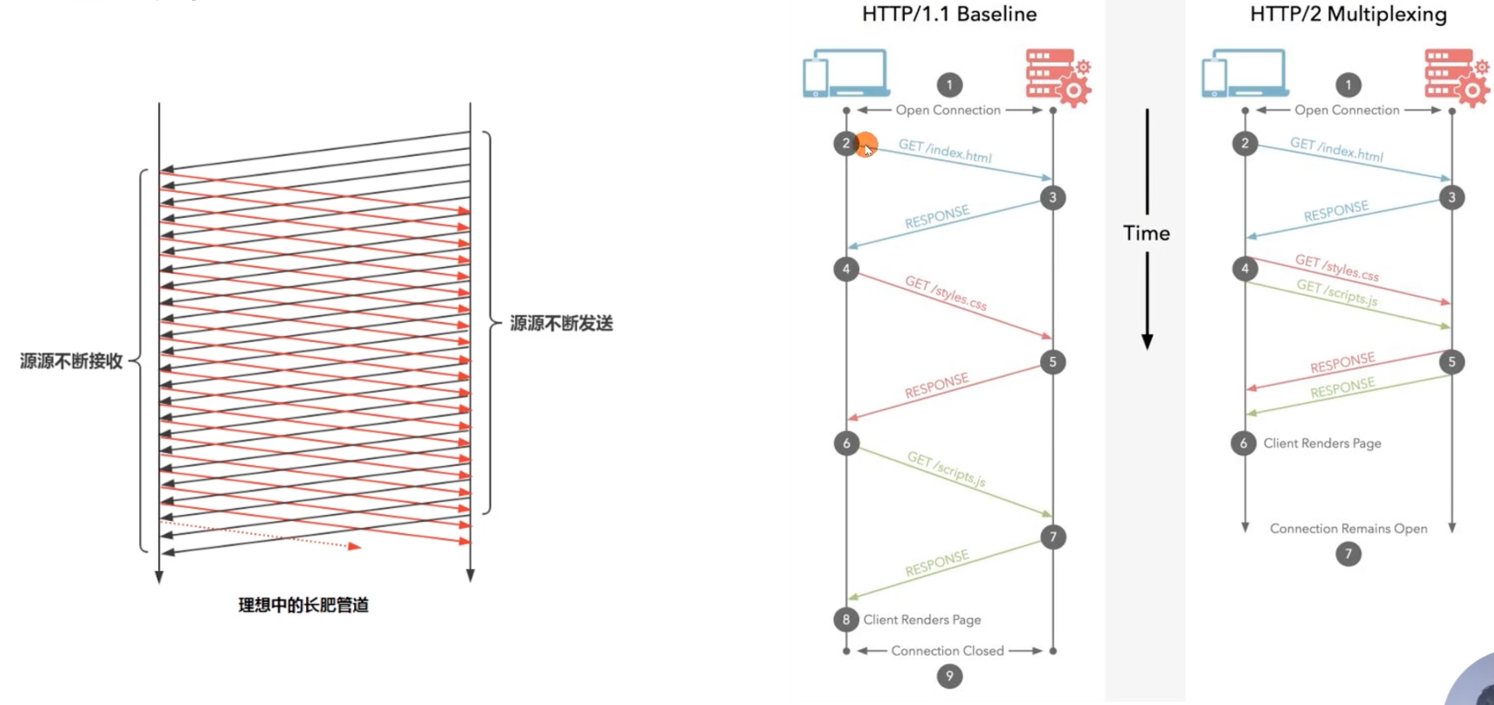 源源不断接收
源源不断发送
理想中的长肥管道
HTTP/1.1 Baseline
1
Open Connection
2
GET /index.html
3
RESPONSE
4
GET /styles.css
5
RESPONSE
6
GET /scripts.js
7
RESPONSE
8 Client Renders Page
Connection Closed
9
Time
HTTP/2 Multiplexing
1
Open Connection
2
GET /index.html
3
RESPONSE
4
GET /styles.css
GET /scripts.js
5
RESPONSE
RESPONSE
6 Client Renders Page
Connection Remains Open
7